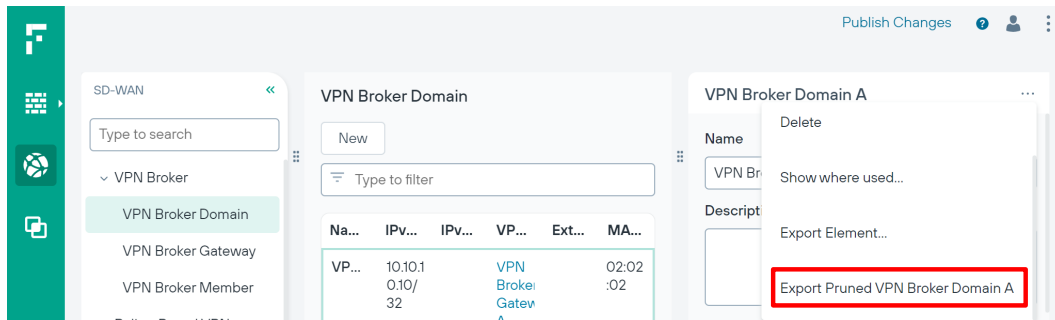 Publish Changes
?
SD-WAN
«
Type to search
VPN Broker
VPN Broker Domain
VPN Broker Gateway
VPN Broker Member
VPN Broker Domain
New
Type to filter
Na... IPv... IPv... VP... Ext... MA...
VP... 10.10.1 VPN 02:02
0.10/ Broker :02
32 Gatew
VPN Broker Domain A
...
Name
VPN Br
Descript
Delete
Show where used...
Export Element...
Export Pruned VPN Broker Domain A